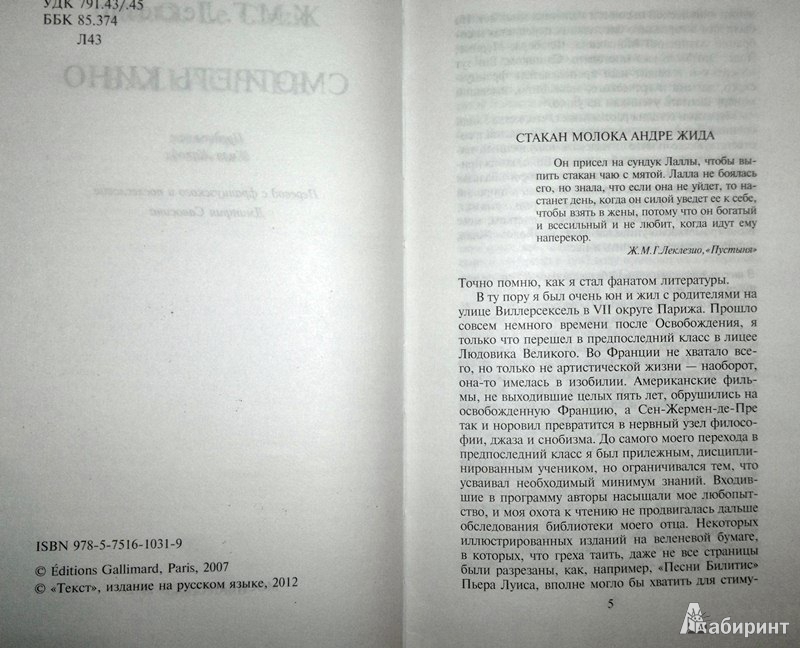 УДК 791.43/.45
ББК 85.374
Л43
ISBN 978-5-7516-1031-9
© Éditions Gallimard, Paris, 2007
© «Текст», издание на русском языке, 2012
СТАКАН МОЛОКА АНДРЕ ЖИДА
Он присел на сундук Лаллы, чтобы вы-
пить стакан чаю с мятой. Лалла не боялась
его, но знала, что если она не уйдет, то на-
станет день, когда он силой уведет ее к себе,
чтобы взять в жены, потому что он богатый
и всесильный и не любит, когда идут ему
наперекор.
Ж.М.Г.Леклезио,«Пустыня»
Точно помню, как я стал фанатом литературы.
В ту пору я был очень юн и жил с родителями на
улице Виллерсексель в VII округе Парижа. Прошло
совсем немного времени после Освобождения, я
только что перешел в предпоследний класс в лицее
Людовика Великого. Во Франции не хватало все-
го, но только не артистической жизни — наоборот,
она-то имелась в изобилии. Американские филь-
мы, не выходившие целых пять лет, обрушились на
освобожденную Францию, а Сен-Жермен-де-Пре
так и норовил превратится в нервный узел филосо-
фии, джаза и снобизма. До самого моего перехода в
предпоследний класс я был прилежным, дисципли-
нированным учеником, но ограничивался тем, что
усваивал необходимый минимум знаний. Входив-
шие в программу авторы насыщали мое любопыт-
ство, и моя охота к чтению не продвигалась дальше
обследования библиотеки моего отца. Некоторых
иллюстрированных изданий на веленевой бумаге,
в которых, что греха таить, даже не все страницы
были разрезаны, как, например, «Песни Билитис»
Пьера Луиса, вполне могло бы хватить для стиму-
5
Лабиринт